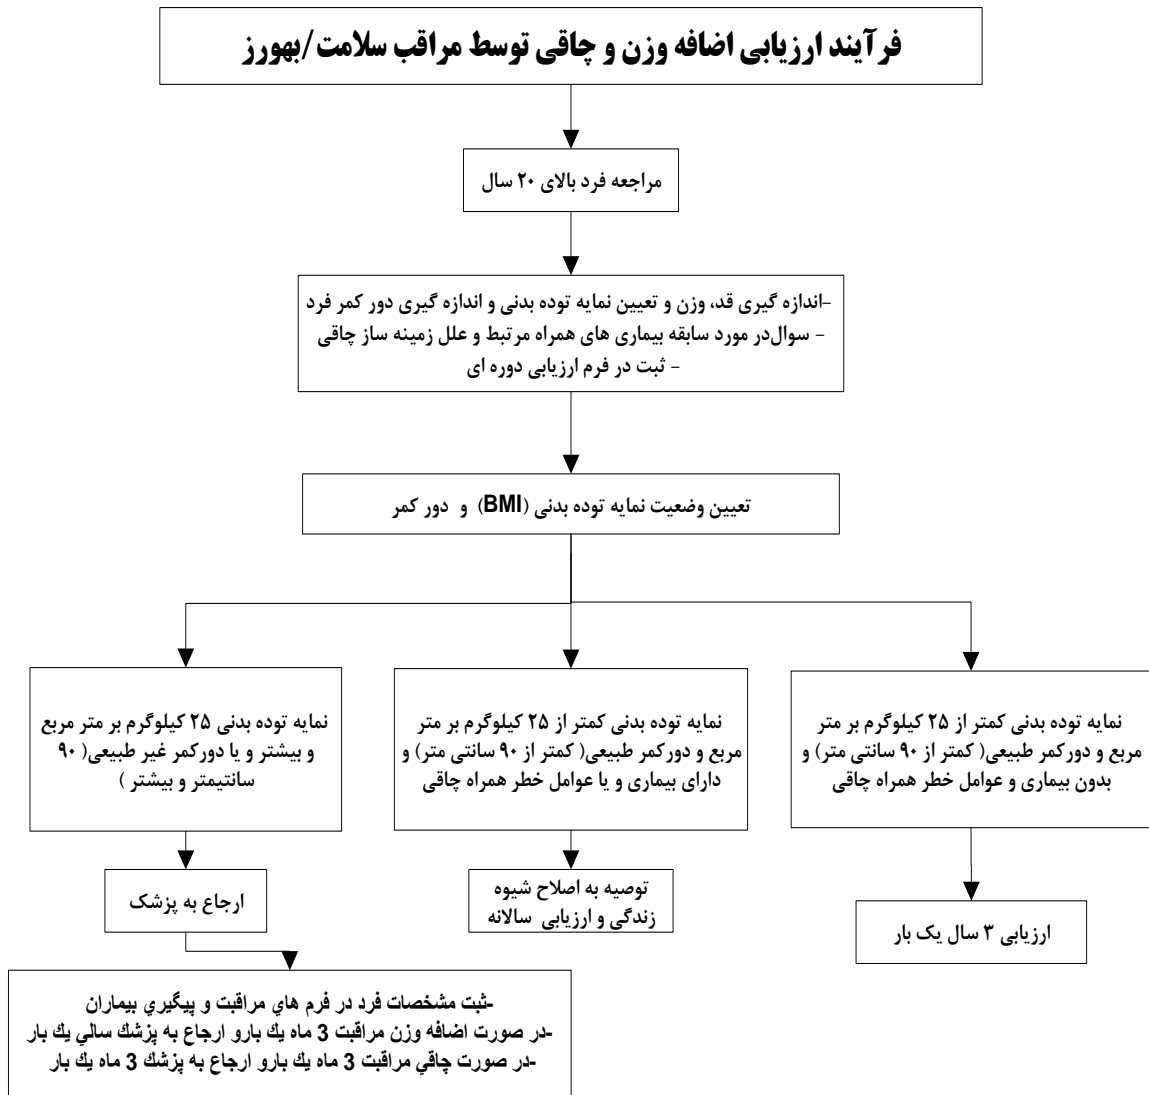 فرآیند ارزیابی اضافه وزن و چاقی توسط مراقب سلامت/بهورز
مراجعه فرد بالای ۲۰ سال
-اندازه گیری قد، وزن و تعیین نمایه توده بدنی و اندازه گیری دور کمر فرد
- سوال‌در مورد سابقه بیماری های همراه مرتبط و علل زمینه ساز چاقی
- ثبت در فرم ارزیابی دوره ای
تعیین وضعیت نمایه توده بدنی (BMI) و دور کمر
نمایه توده بدنی کمتر از ۲۵ کیلوگرم بر متر
مربع و دورکمر طبیعی( کمتر از ۹۰ سانتی متر) و
بدون بیماری و عوامل خطر همراه چاقی
ارزیابی ۳ سال یک بار
نمایه توده بدنی کمتر از ۲۵ کیلوگرم بر متر
مربع و دورکمر طبیعی( کمتر از ۹۰ سانتی متر) و
دارای بیماری و یا عوامل خطر همراه چاقی
توصیه به اصلاح شیوه
زندگی و ارزیابی سالانه
نمایه توده بدنی ۲۵ کیلوگرم بر متر مربع
و بیشتر و یا دورکمر غیر طبیعی( ۹۰
سانتیمتر و بیشتر )
ارجاع به پزشک
-ثبت مشخصات فرد در فرم هاي مراقبت و پيگيري بيماران
-در صورت اضافه وزن مراقبت 3 ماه يك بارو ارجاع به پزشك سالي يك بار
-در صورت چاقي مراقبت 3 ماه يك بارو ارجاع به پزشك 3 ماه يك بار